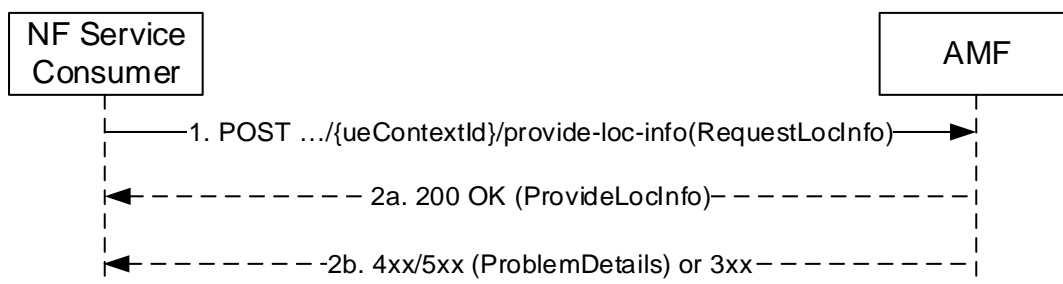 NF Service
Consumer
AMF
1. POST …/{ueContextId}/provide-loc-info(RequestLocInfo)
2a. 200 OK (ProvideLocInfo)
2b. 4xx/5xx (ProblemDetails) or 3xx